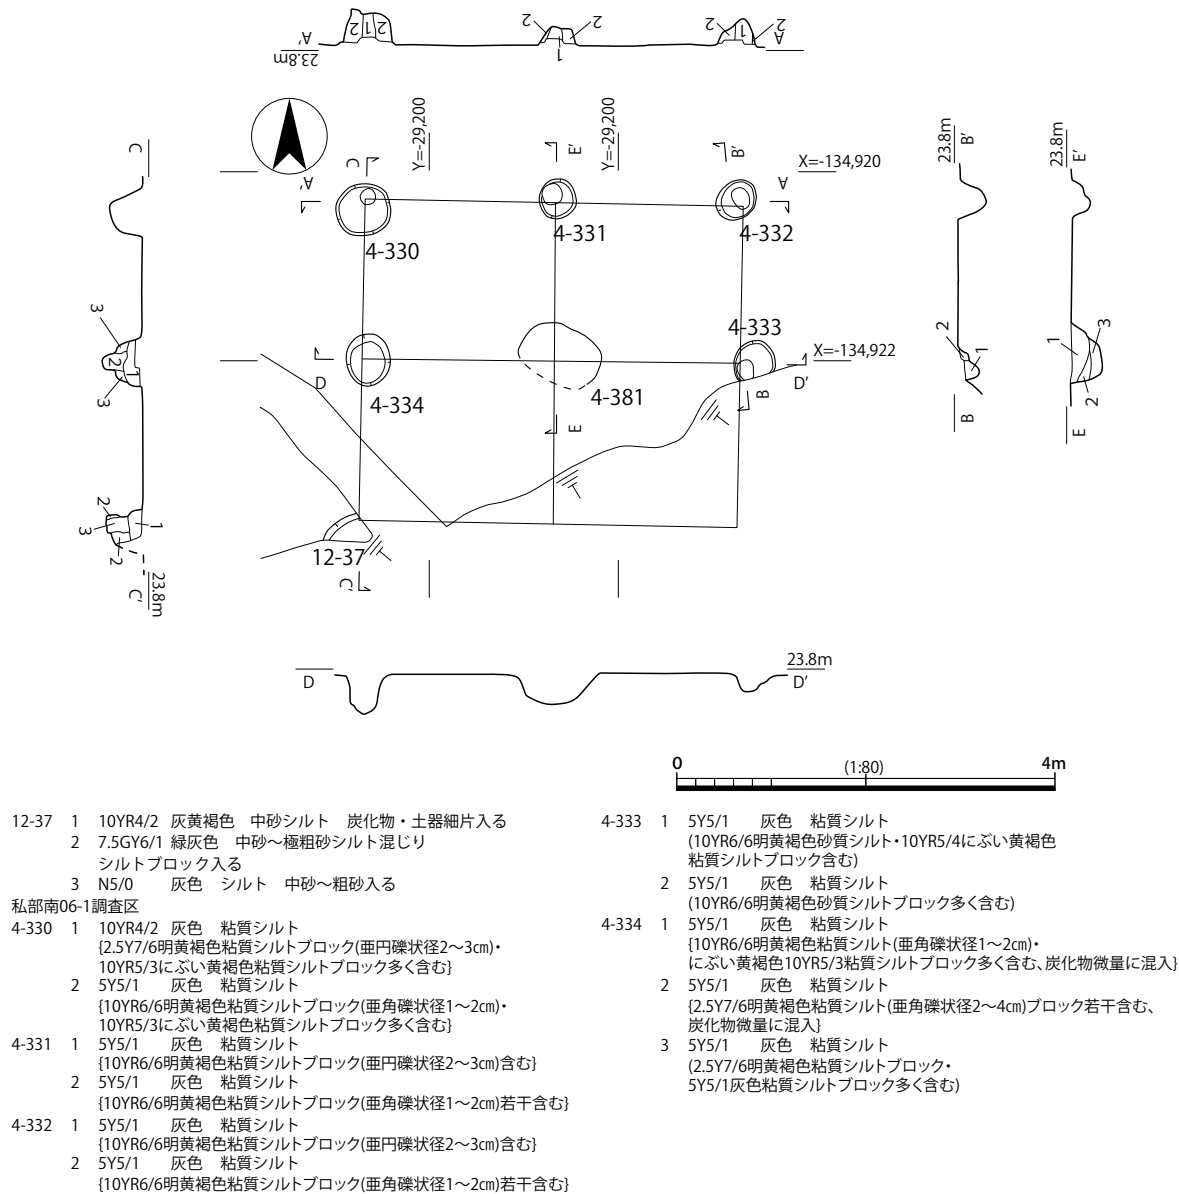 2 1 2
2
2
1
2
1
2
A'
23.8m
A
C
Y=-29,200
Y=-29,200
23.8m
B'
23.8m
E'
C
E'
B'
X=-134,920
A'
A
4-330
4-331
4-332
3
2
1
3
4-333
X=-134,922
D
D'
4-334
4-381
B
E
2
1
1
3
2
B
E
2
3
1
2
23.8m
C'
12-37
C'
23.8m
D
D'
0
(1:80)
4m
12-37 1 10YR4/2 灰黄褐色 中砂シルト 炭化物・土器細片入る
2 7.5GY6/1 緑灰色 中砂～極粗砂シルト混じり
シルトブロック入る
3 N5/0 灰色 シルト 中砂～粗砂入る
私部南06-1調査区
4-330 1 10YR4/2 灰色 粘質シルト
{2.5Y7/6明黄褐色粘質シルトブロック(亜円礫状径2～3㎝)・
10YR5/3にぶい黄褐色粘質シルトブロック多く含む}
2 5Y5/1 灰色 粘質シルト
{10YR6/6明黄褐色粘質シルトブロック(亜角礫状径1～2㎝)・
10YR5/3にぶい黄褐色粘質シルトブロック多く含む}
4-331 1 5Y5/1 灰色 粘質シルト
{10YR6/6明黄褐色粘質シルトブロック(亜円礫状径2～3㎝)含む}
2 5Y5/1 灰色 粘質シルト
{10YR6/6明黄褐色粘質シルトブロック(亜角礫状径1～2㎝)若干含む}
4-332 1 5Y5/1 灰色 粘質シルト
{10YR6/6明黄褐色粘質シルトブロック(亜円礫状径2～3㎝)含む}
2 5Y5/1 灰色 粘質シルト
{10YR6/6明黄褐色粘質シルトブロック(亜角礫状径1～2㎝)若干含む}
4-333 1 5Y5/1 灰色 粘質シルト
(10YR6/6明黄褐色砂質シルト・10YR5/4にぶい黄褐色
粘質シルトブロック含む)
2 5Y5/1 灰色 粘質シルト
(10YR6/6明黄褐色砂質シルトブロック多く含む)
4-334 1 5Y5/1 灰色 粘質シルト
{10YR6/6明黄褐色粘質シルト(亜角礫状径1～2㎝)・
にぶい黄褐色10YR5/3粘質シルトブロック多く含む、炭化物微量に混入}
2 5Y5/1 灰色 粘質シルト
{2.5Y7/6明黄褐色粘質シルト(亜角礫状径2～4㎝)ブロック若干含む、
炭化物微量に混入}
3 5Y5/1 灰色 粘質シルト
(2.5Y7/6明黄褐色粘質シルトブロック・
5Y5/1灰色粘質シルトブロック多く含む)